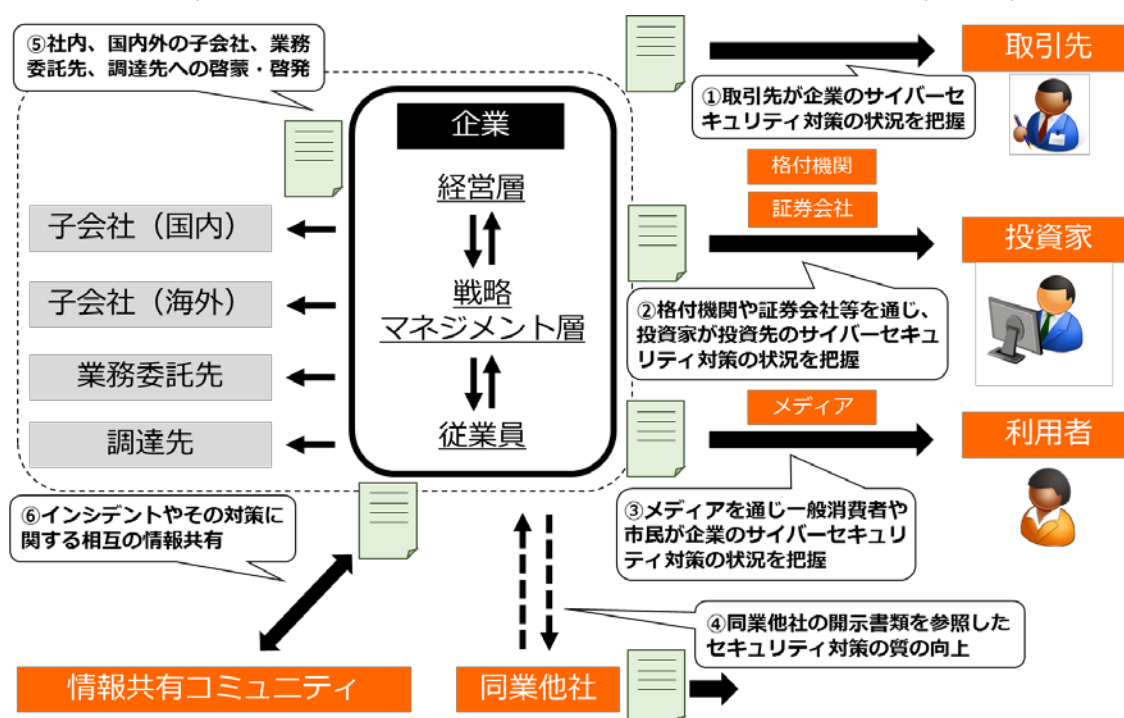 ⑤社内、国内外の子会社、業務
委託先、調達先への啓蒙・啓発
取引先
①取引先が企業のサイバーセ
キュリティ対策の状況を把握
企業
経営層
戦略
マネジメント層
従業員
子会社（国内）
子会社（海外）
業務委託先
調達先
格付機関
証券会社
投資家
②格付機関や証券会社等を通じ、
投資家が投資先のサイバーセキュ
リティ対策の状況を把握
メディア
利用者
③メディアを通じ一般消費者や
市民が企業のサイバーセキュリ
ティ対策の状況を把握
⑥インシデントやその対策に
関する相互の情報共有
④同業他社の開示書類を参照した
セキュリティ対策の質の向上
情報共有コミュニティ
同業他社